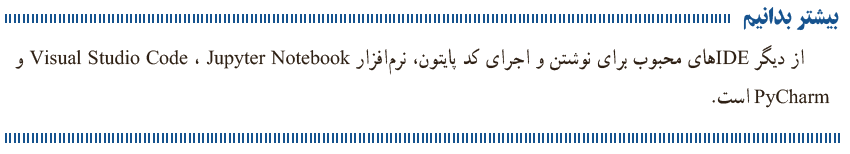 بیشتر بدانیم
از دیگر IDEهای محبوب برای نوشتن و اجرای کد پایتون، نرم‌افزار Jupyter Notebook ، Visual Studio Code و
PyCharm است.